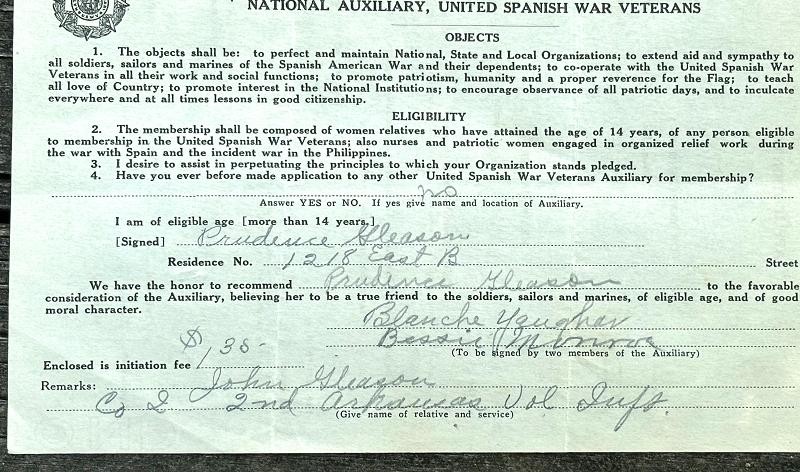 NATIONAL AUXILIARY, UNITED SPANISH WAR VETERANS
OBJECTS
1. The objects shall be: to perfect and maintain National, State and Local Organizations; to extend aid and sympathy to
all soldiers, sailors and marines of the Spanish American War and their dependents; to co-operate with the United Spanish War
Veterans in all their work and social functions; to promote patriotism, humanity and a proper reverence for the Flag; to teach
all love of Country; to promote interest in the National Institutions; to encourage observance of all patriotic days, and to inculcate
everywhere and at all times lessons in good citizenship.
ELIGIBILITY
2. The membership shall be composed of women relatives who have attained the age of 14 years, of any person eligible
to membership in the United Spanish War Veterans; also nurses and patriotic women engaged in organized relief work during
the war with Spain and the incident war in the Philippines.
3. I desire to assist in perpetuating the principles to which your Organization stands pledged.
4. Have you ever before made application to any other United Spanish War Veterans Auxiliary for membership?
no
Answer YES or NO. If yes give name and location of Auxiliary.
I am of eligible age [more than 14 years.]
[Signed] Prudence Gleason
Residence No. 1218 East B Street
We have the honor to recommend Prudence Gleason to the favorable
consideration of the Auxiliary, believing her to be a true friend to the soldiers, sailors and marines, of eligible age, and of good
moral character.
Blanche
Bessie Monroe
(To be signed by two members of the Auxiliary)
Enclosed is initiation fee $1,35-
Remarks: John Gleason
Co I 2nd Arkansas Vol Inft.
(Give name of relative and service)